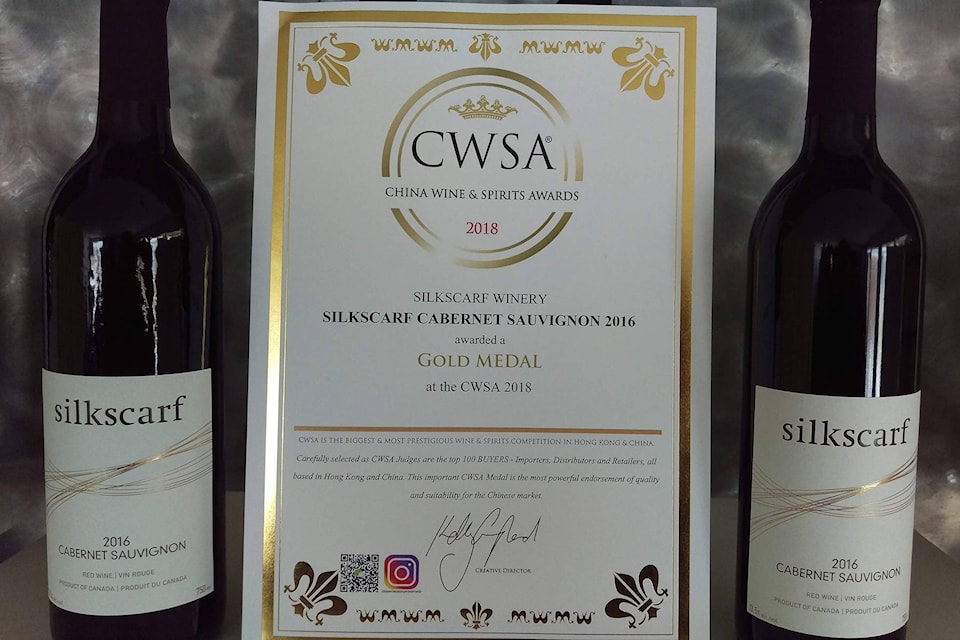 CWSA®
CHINA WINE & SPIRITS AWARDS
2018
SILKSCARF WINERY
SILKSCARF CABERNET SAUVIGNON 2016
awarded a
GOLD MEDAL
at the CWSA 2018
CWSA IS THE BIGGEST & MOST PRESTIGIOUS WINE & SPIRITS COMPETITION IN HONG KONG & CHINA.
Carefully selected as CWSA Judges are the top 100 BUYERS - Importers, Distributors and Retailers, all
based in Hong Kong and China. This important CWSA Medal is the most powerful endorsement of quality
and suitability for the Chinese market.
CREATIVE DIRECTOR
silkscarf
2016
CABERNET SAUVIGNON
RED WINE | VIN ROUGE
PRODUCT OF CANADA | PRODUIT DU CANADA
750
silkscarf
2016
CABERNET SAUVIGNON
RED WINE | VIN ROUGE
PRODUCT OF CANADA | PRODUIT DU CANADA